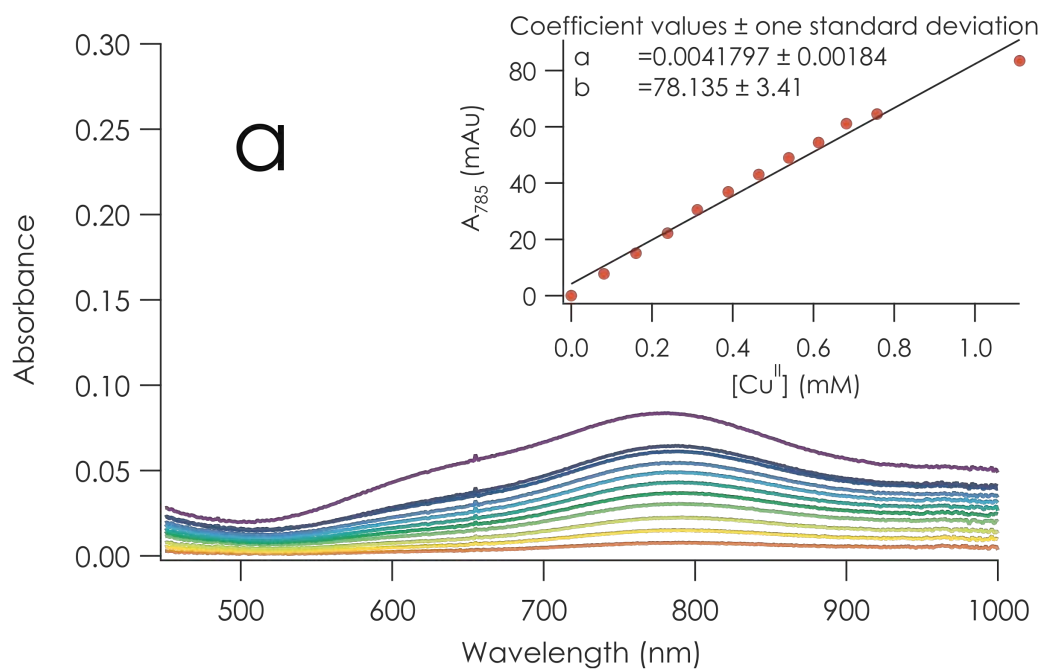 Coefficient values ± one standard deviation
a =0.0041797 ± 0.00184
b =78.135 ± 3.41
80
60
40
20
0
A785 (mAu)
0.0 0.2 0.4 0.6 0.8 1.0
[CuII] (mM)
a
0.30
0.25
0.20
0.15
0.10
0.05
0.00
Absorbance
500 600 700 800 900 1000
Wavelength (nm)